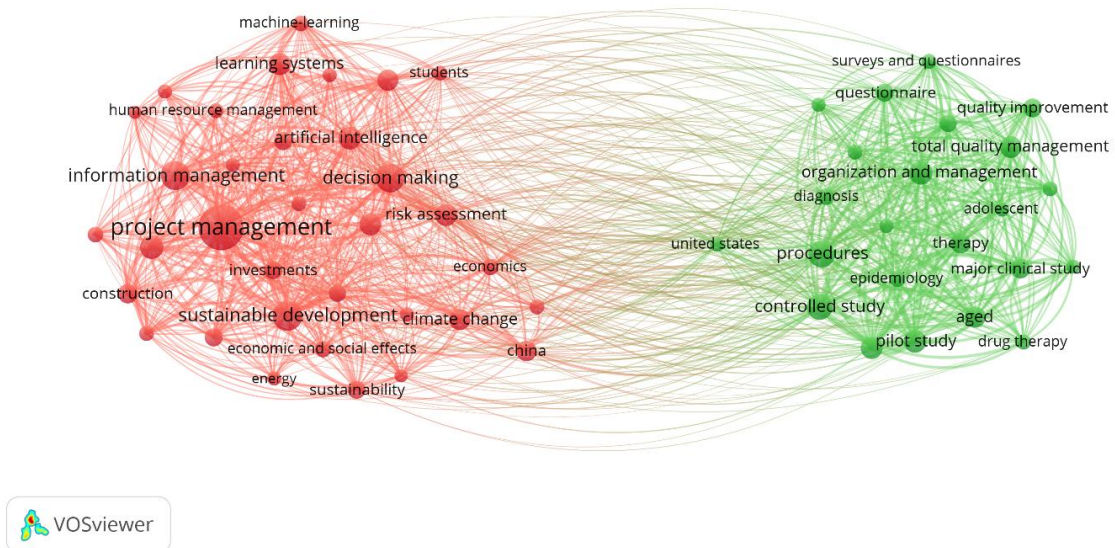 machine-learning
learning systems
students
human resource management
artificial intelligence
information management
decision making
risk assessment
project management
investments
economics
construction
sustainable development
climate change
economic and social effects
china
energy
sustainability
surveys and questionnaires
questionnaire
quality improvement
total quality management
organization and management
diagnosis
adolescent
united states
procedures
therapy
epidemiology
major clinical study
controlled study
aged
pilot study
drug therapy
VOSviewer